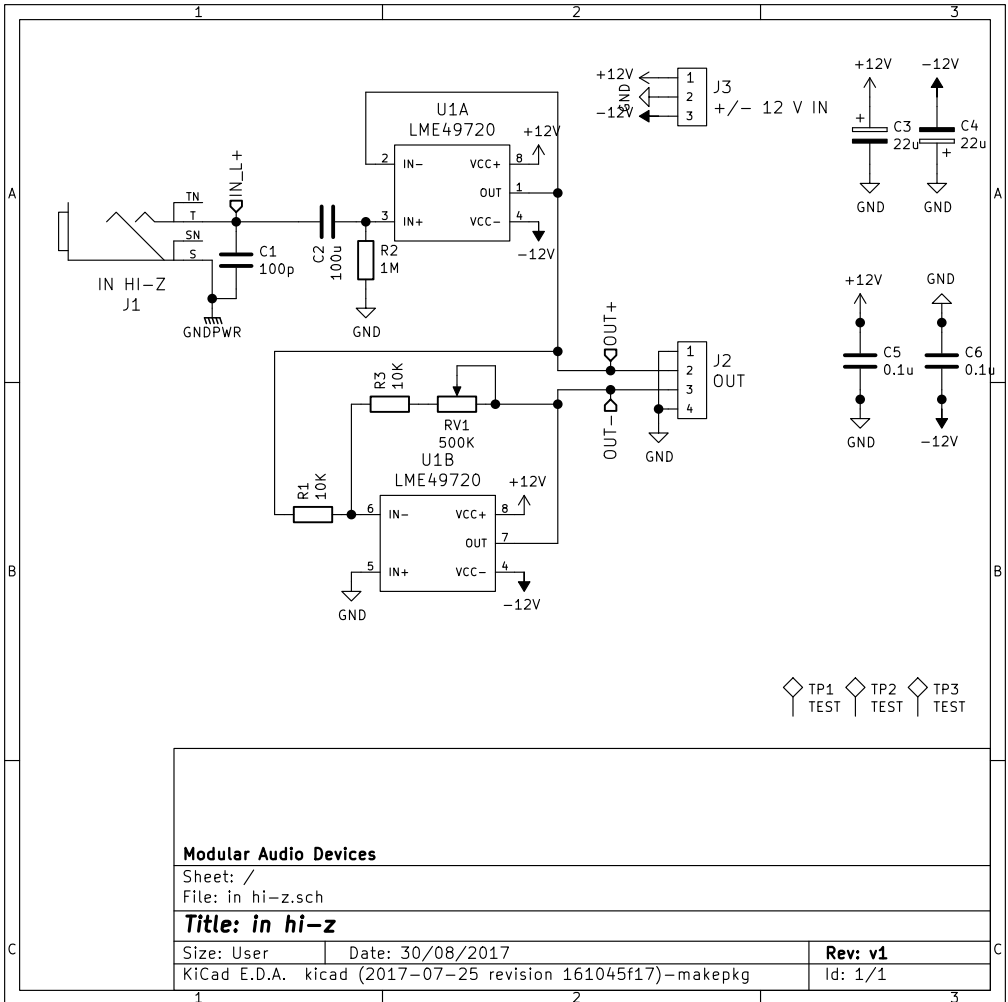 1 2 3
A A
B B
C C
1 2 3
U1A
LME49720
2 IN-
3 IN+
VCC+ 8
OUT 1
VCC- 4
+12V
-12V
IN_L+
TN
T
SN
S
IN HI-Z
J1
C1
100p
GNDPWR
C2
100u
R2
1M
GND
+12V
GND
-12V
1
2
3
J3
+/- 12 V IN
+12V
+
C3
22u
GND
-12V
C4
22u
+
GND
+12V
C5
0.1u
GND
GND
C6
0.1u
-12V
OUT+
OUT-
1
2
3
4
J2
OUT
GND
R3
10K
RV1
500K
R1
10K
U1B
LME49720
6 IN-
5 IN+
VCC+ 8
OUT 7
VCC- 4
+12V
-12V
GND
TP1
TEST
TP2
TEST
TP3
TEST
Modular Audio Devices
Sheet: /
File: in hi-z.sch
Title: in hi-z
Size: User Date: 30/08/2017 Rev: v1
KiCad E.D.A. kicad (2017-07-25 revision 161045f17)-makepkg Id: 1/1